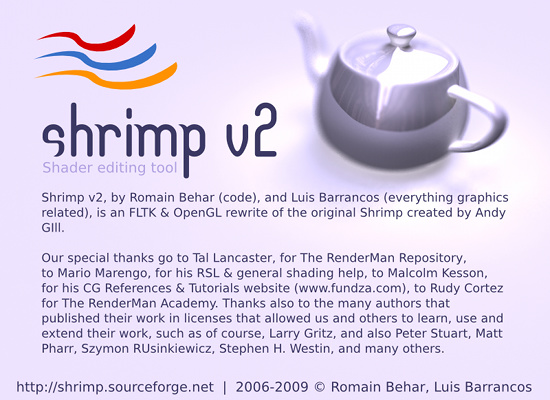 shrimp v2
Shader editing tool
Shrimp v2, by Romain Behar (code), and Luis Barrancos (everything graphics
related), is an FLTK & OpenGL rewrite of the original Shrimp created by Andy
GIll.
Our special thanks go to Tal Lancaster, for The RenderMan Repository,
to Mario Marengo, for his RSL & general shading help, to Malcolm Kesson,
for his CG References & Tutorials website (www.fundza.com), to Rudy Cortez
for The RenderMan Academy. Thanks also to the many authors that
published their work in licenses that allowed us and others to learn, use and
extend their work, such as of course, Larry Gritz, and also Peter Stuart, Matt
Pharr, Szymon RUsinkiewicz, Stephen H. Westin, and many others.
http://shrimp.sourceforge.net | 2006-2009 © Romain Behar, Luis Barrancos